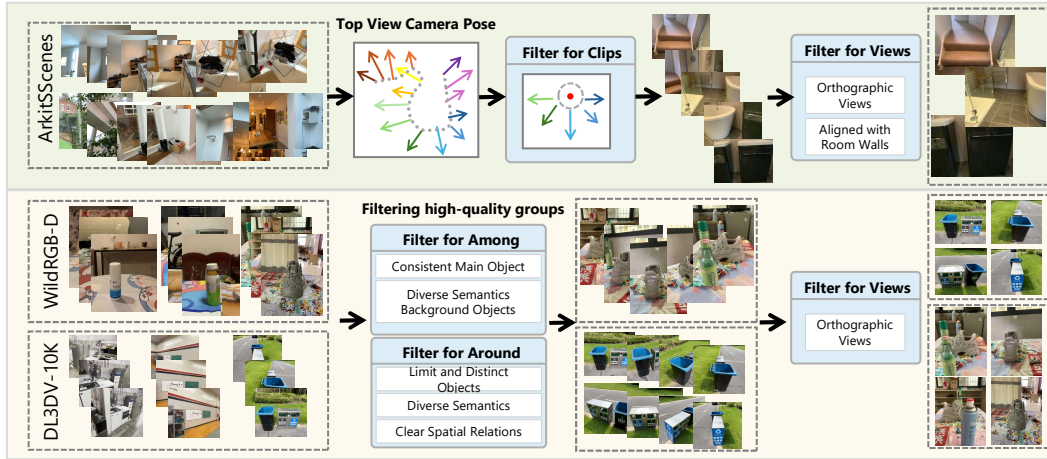 ArkitSScenes
Top View Camera Pose
Filter for Clips
Filter for Views
Orthographic
Views
Aligned with
Room Walls
WildRGB-D
DL3DV-10K
Filtering high-quality groups
Filter for Among
Consistent Main Object
Diverse Semantics
Background Objects
Filter for Around
Limit and Distinct
Objects
Diverse Semantics
Clear Spatial Relations
Filter for Views
Orthographic
Views